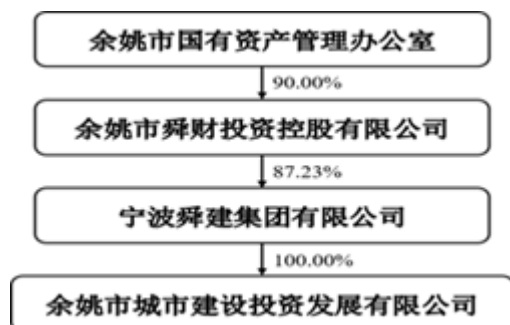 余姚市国有资产管理办公室
90.00%
余姚市舜财投资控股有限公司
87.23%
宁波舜建集团有限公司
100.00%
余姚市城市建设投资发展有限公司